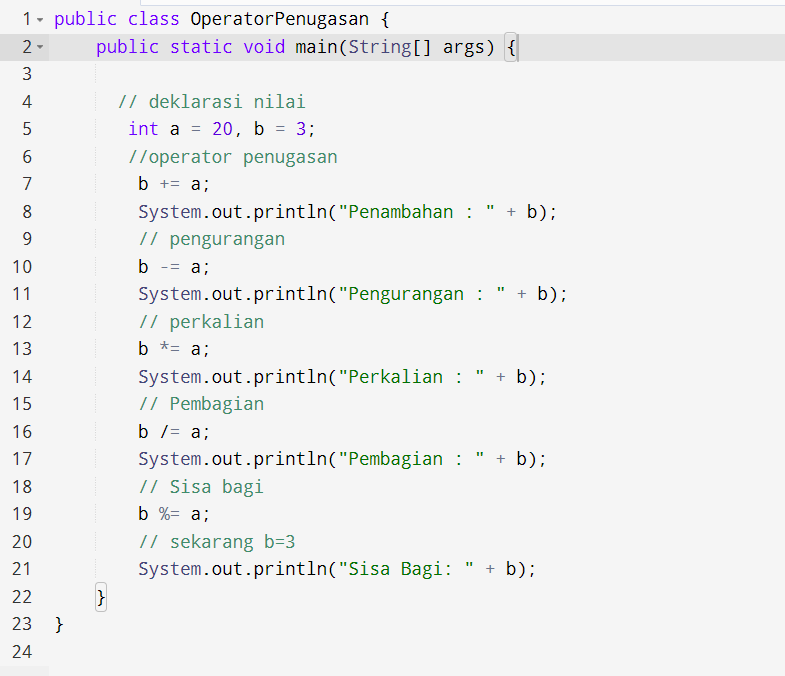 1 public class OperatorPenugasan {
2 public static void main(String[] args) {
3
4 // deklarasi nilai
5 int a = 20, b = 3;
6 //operator penugasan
7 b += a;
8 System.out.println("Penambahan : " + b);
9 // pengurangan
10 b -= a;
11 System.out.println("Pengurangan : " + b);
12 // perkalian
13 b *= a;
14 System.out.println("Perkalian : " + b);
15 // Pembagian
16 b /= a;
17 System.out.println("Pembagian : " + b);
18 // Sisa bagi
19 b %= a;
20 // sekarang b=3
21 System.out.println("Sisa Bagi: " + b);
22 }
23 }
24